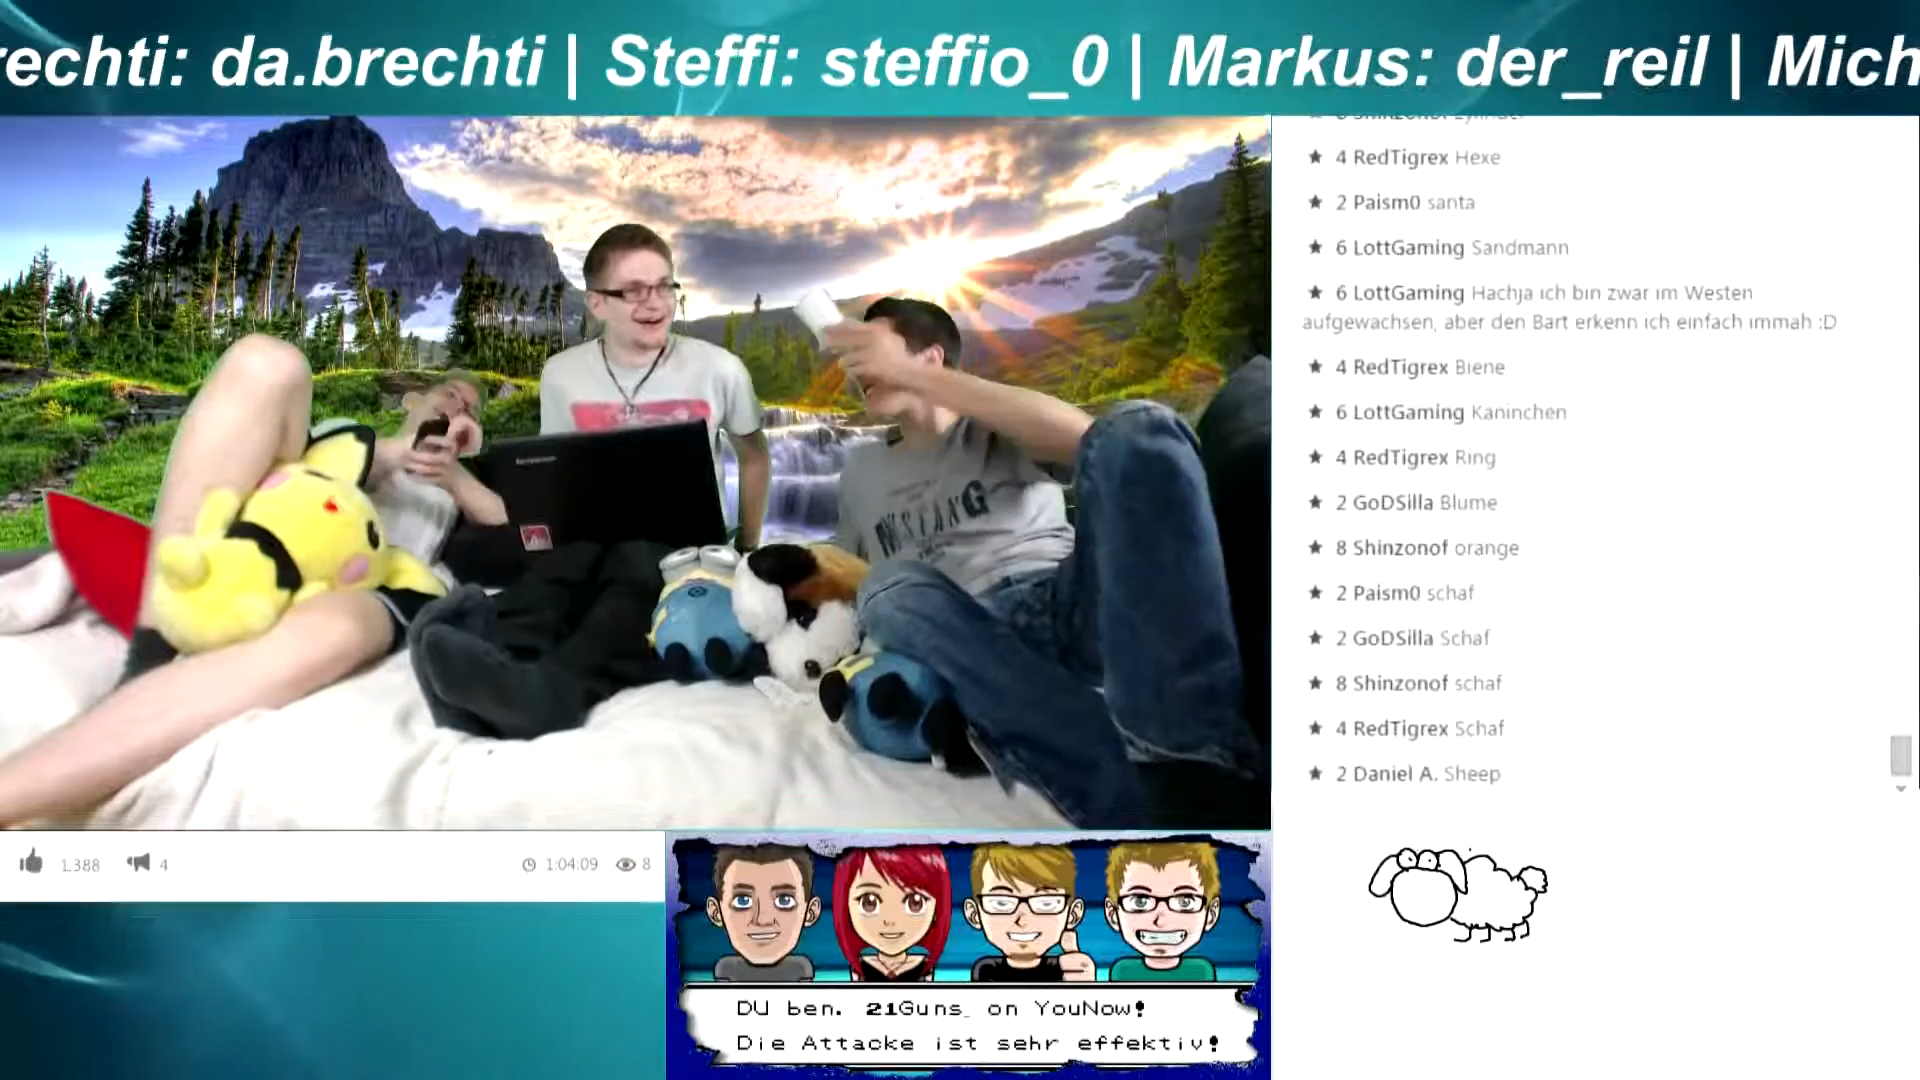 rechti: da.brechti | Steffi: steffio_0 | Markus: der_reil | Mich
★ 4 RedTigrex Hexe
★ 2 Paism0 santa
★ 6 LottGaming Sandmann
★ 6 LottGaming Hachja ich bin zwar im Westen
aufgewachsen, aber den Bart erkenn ich einfach immah :D
★ 4 RedTigrex Biene
★ 6 LottGaming Kaninchen
★ 4 RedTigrex Ring
★ 2 GoDSilla Blume
★ 8 Shinzonof orange
★ 2 Paism0 schaf
★ 2 GoDSilla Schaf
★ 8 Shinzonof schaf
★ 4 RedTigrex Schaf
★ 2 Daniel A. Sheep
lenovo
MUSTANG
1.388 4 1:04:09 8
DU ben. 21Guns_ on YouNow!
Die Attacke ist sehr effektiv!